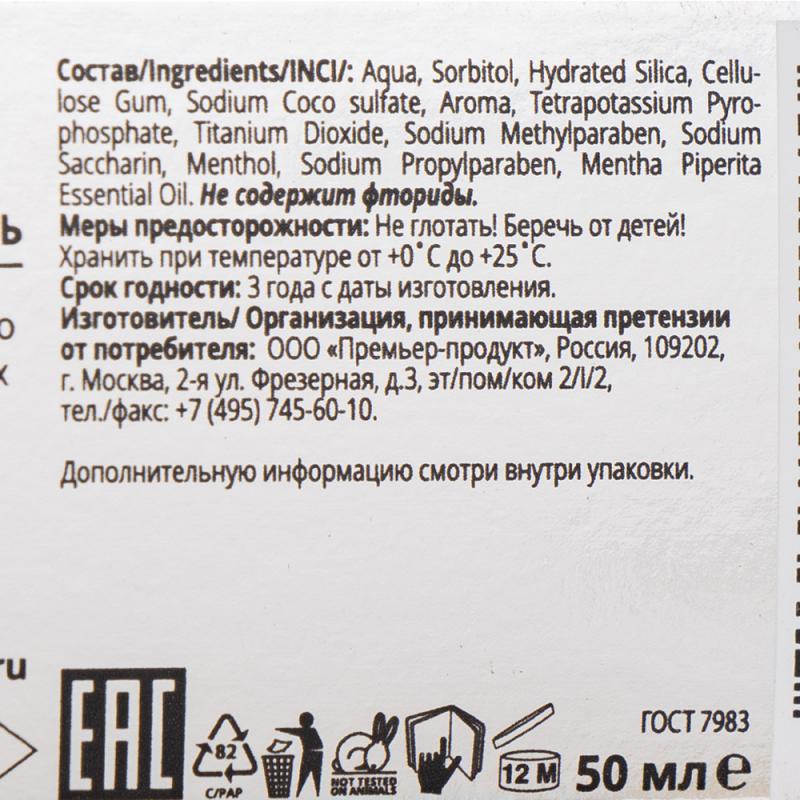 Состав/Ingredients/INCI/: Aqua, Sorbitol, Hydrated Silica, Cellu-
lose Gum, Sodium Coco sulfate, Aroma, Tetrapotassium Pyro-
phosphate, Titanium Dioxide, Sodium Methylparaben, Sodium
Saccharin, Menthol, Sodium Propylparaben, Mentha Piperita
Essential Oil. Не содержит фториды.
Меры предосторожности: Не глотать! Беречь от детей!
Хранить при температуре от +0˚С до +25˚С.
Срок годности: 3 года с даты изготовления.
Изготовитель/ Организация, принимающая претензии
от потребителя: ООО «Премьер-продукт», Россия, 109202,
г. Москва, 2-я ул. Фрезерная, д.3, эт/пом/ком 2/I/2,
тел./факс: +7 (495) 745-60-10.
Дополнительную информацию смотри внутри упаковки.
ь
о
х
ru
ГОСТ 7983
EAC
82
C/PAP
NOT TESTED
ON ANIMALS
12 M
50 мл e